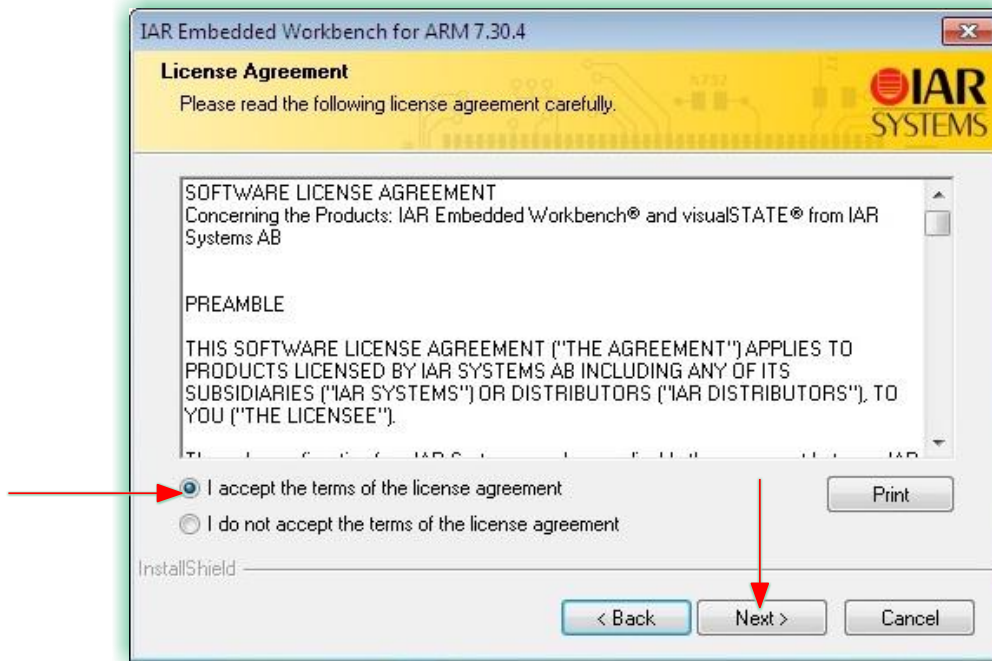 IAR Embedded Workbench for ARM 7.30.4
License Agreement
Please read the following license agreement carefully.
IAR
SYSTEMS
SOFTWARE LICENSE AGREEMENT
Concerning the Products: IAR Embedded Workbench® and visualSTATE® from IAR
Systems AB
PREAMBLE
THIS SOFTWARE LICENSE AGREEMENT ("THE AGREEMENT") APPLIES TO
PRODUCTS LICENSED BY IAR SYSTEMS AB INCLUDING ANY OF ITS
SUBSIDIARIES ("IAR SYSTEMS") OR DISTRIBUTORS ("IAR DISTRIBUTORS"), TO
YOU ("THE LICENSEE").
I accept the terms of the license agreement
Print
I do not accept the terms of the license agreement
InstallShield
< Back
Next >
Cancel